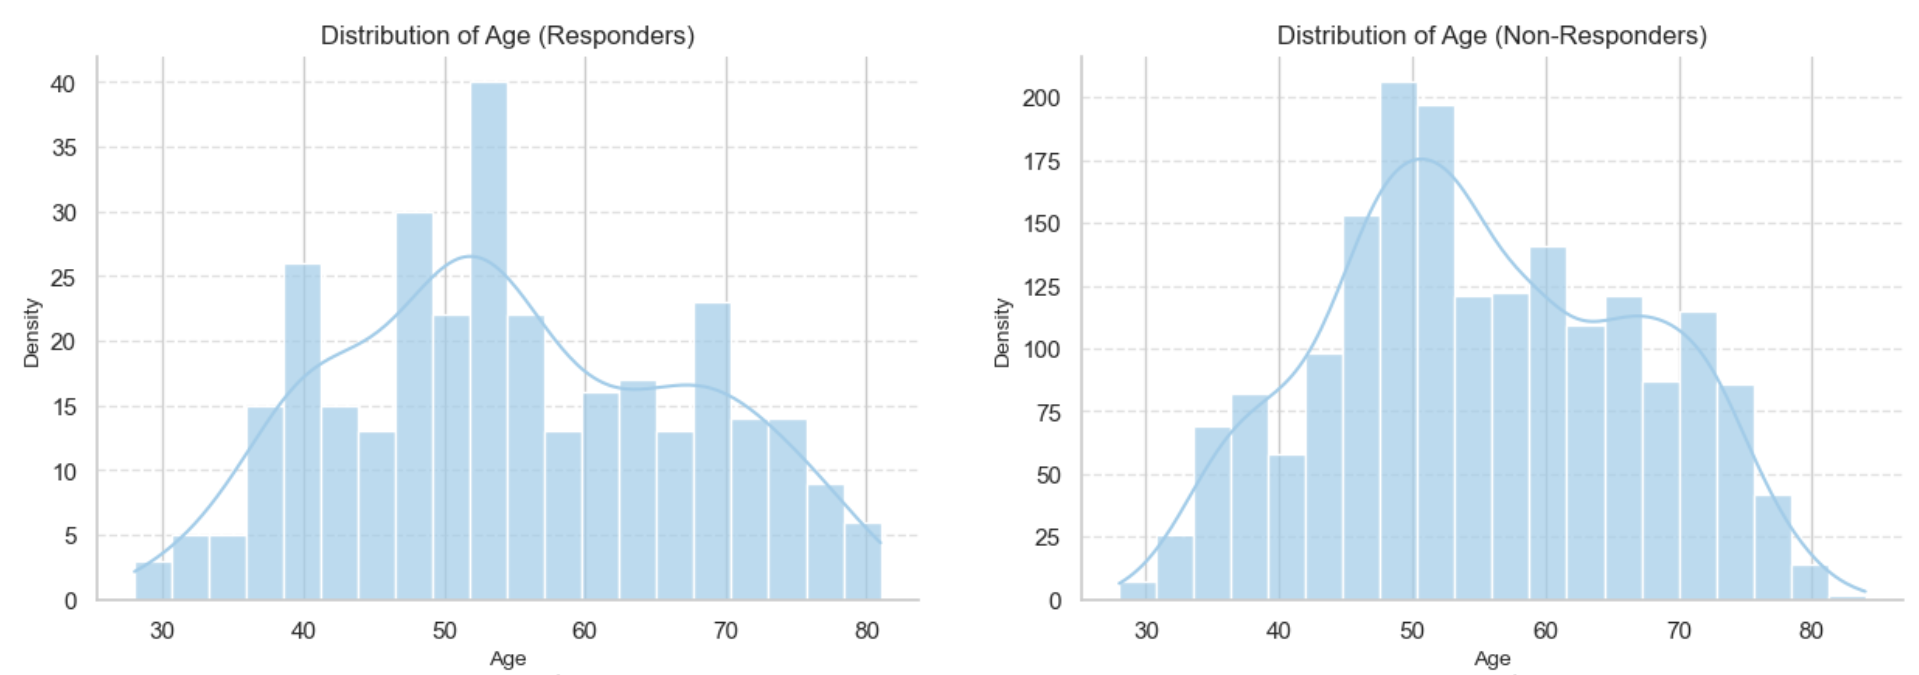 Distribution of Age (Responders)
40
35
30
25
20
15
10
5
0
Density
30 40 50 60 70 80
Age
Distribution of Age (Non-Responders)
200
175
150
125
100
75
50
25
0
Density
30 40 50 60 70 80
Age